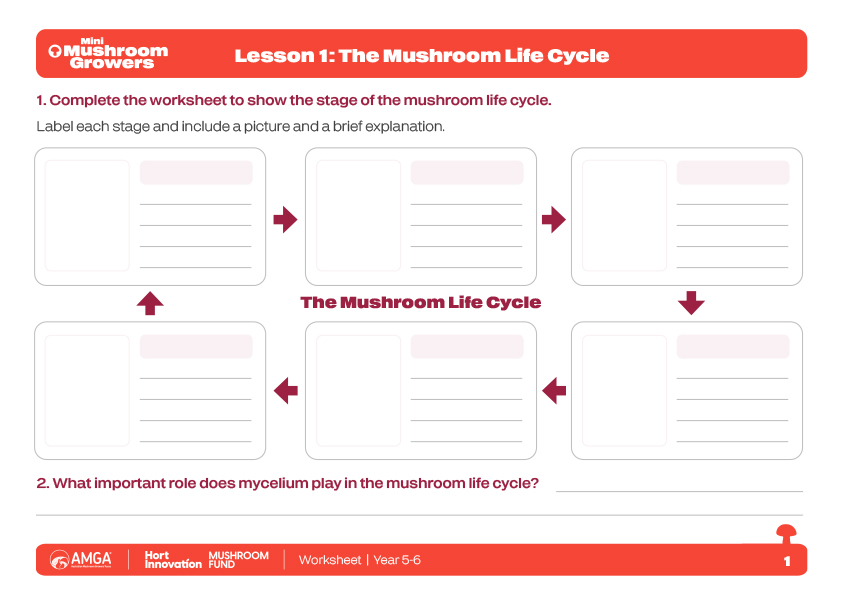 Mini
Mushroom
Growers
Lesson 1: The Mushroom Life Cycle
1. Complete the worksheet to show the stage of the mushroom life cycle.
Label each stage and include a picture and a brief explanation.
The Mushroom Life Cycle
2. What important role does mycelium play in the mushroom life cycle?
AMGA
Hort
Innovation
MUSHROOM
FUND
Worksheet | Year 5-6
1